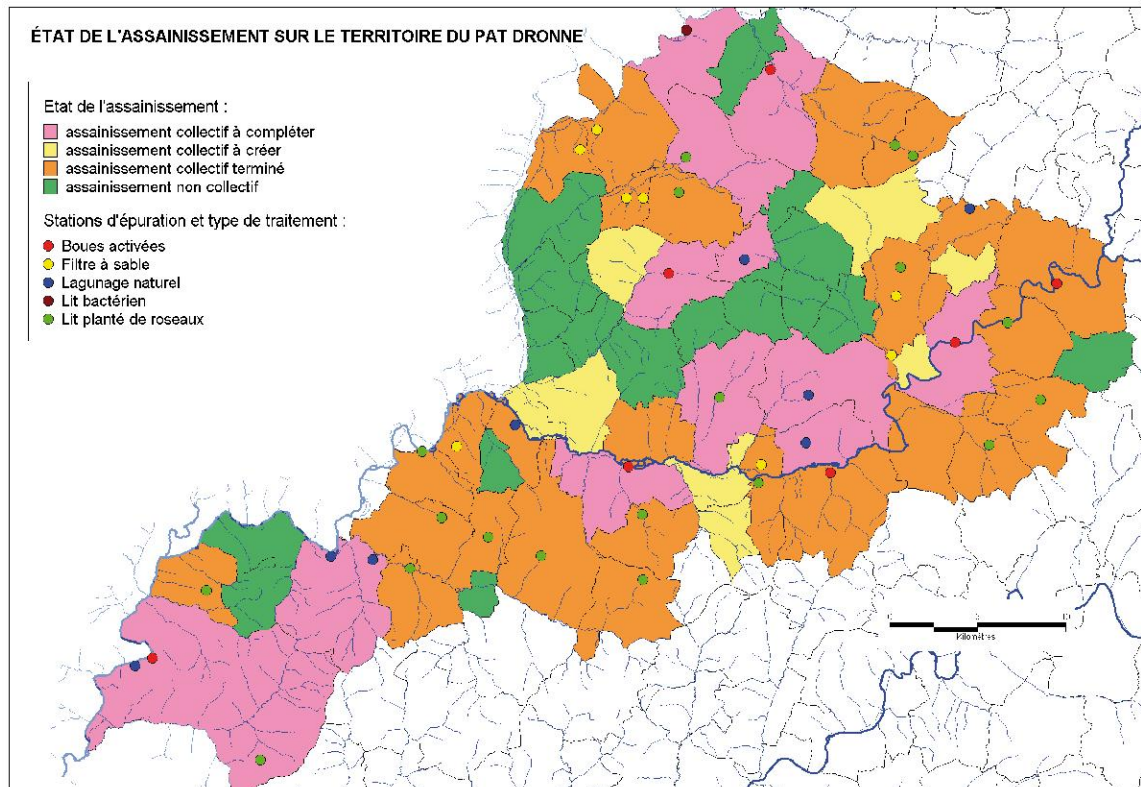 ÉTAT DE L'ASSAINISSEMENT SUR LE TERRITOIRE DU PAT DRONNE
Etat de l'assainissement :
assainissement collectif à compléter
assainissement collectif à créer
assainissement collectif terminé
assainissement non collectif
Stations d'épuration et type de traitement :
Boues activées
Filtre à sable
Lagunage naturel
Lit bactérien
Lit planté de roseaux
Kilomètres